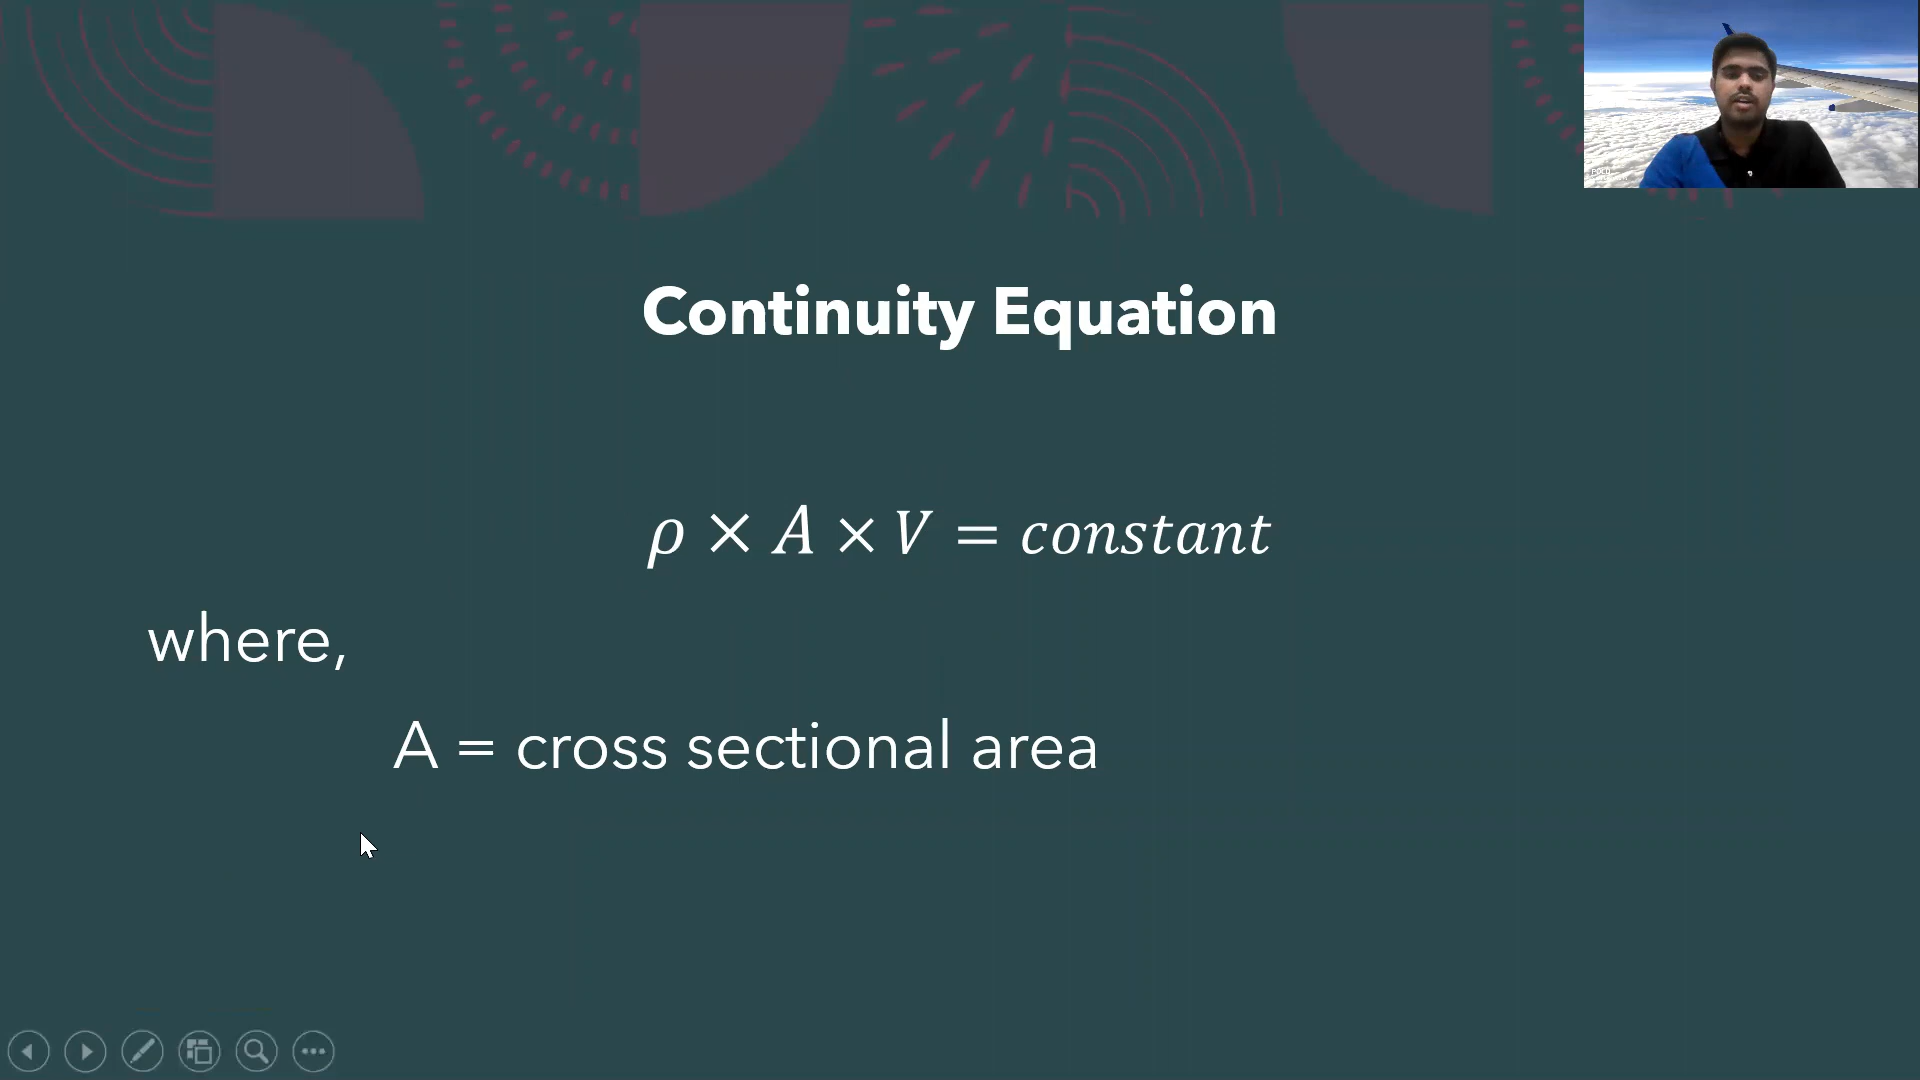 Continuity Equation
ρ × A × V = constant
where,
A = cross sectional area